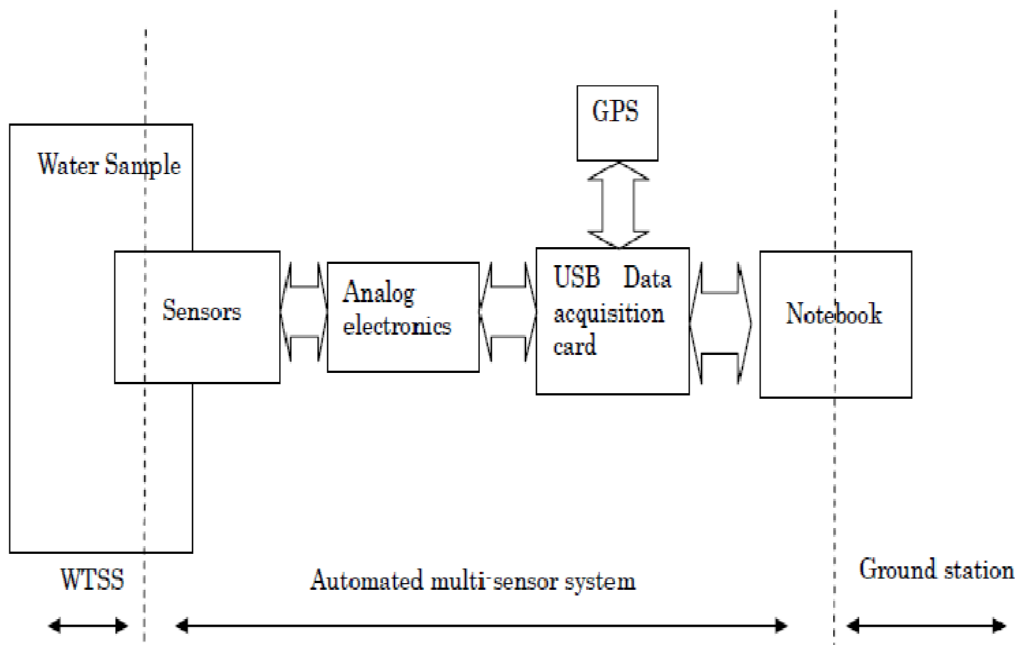 GPS
Water Sample
Sensors
Analog
electronics
USB Data
acquisition
card
Notebook
WTSS
Automated multi-sensor system
Ground station